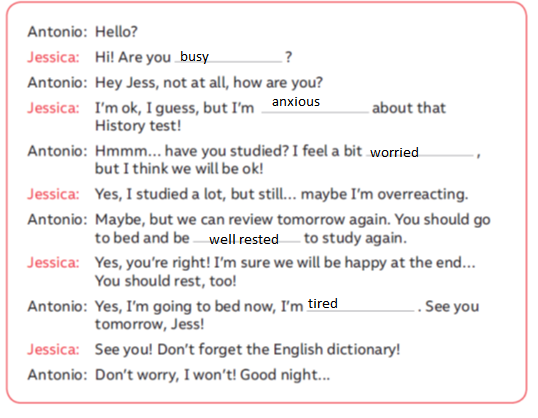 Antonio: Hello?
Jessica: Hi! Are you busy ?
Antonio: Hey Jess, not at all, how are you?
Jessica: I'm ok, I guess, but I'm anxious about that
History test!
Antonio: Hmmm... have you studied? I feel a bit worried ,
but I think we will be ok!
Jessica: Yes, I studied a lot, but still... maybe I'm overreacting.
Antonio: Maybe, but we can review tomorrow again. You should go
to bed and be well rested to study again.
Jessica: Yes, you're right! I'm sure we will be happy at the end...
You should rest, too!
Antonio: Yes, I'm going to bed now, I'm tired . See you
tomorrow, Jess!
Jessica: See you! Don't forget the English dictionary!
Antonio: Don't worry, I won't! Good night...